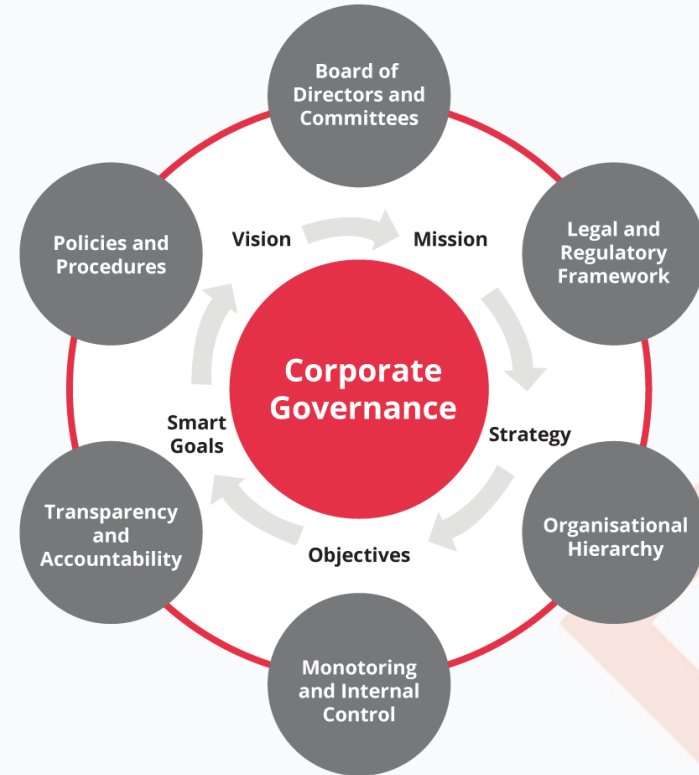 Board of
Directors and
Committees
Policies and
Procedures
Vision
Mission
Legal and
Regulatory
Framework
Corporate
Governance
Smart
Goals
Strategy
Transparency
and
Accountability
Objectives
Organisational
Hierarchy
Monotoring
and Internal
Control